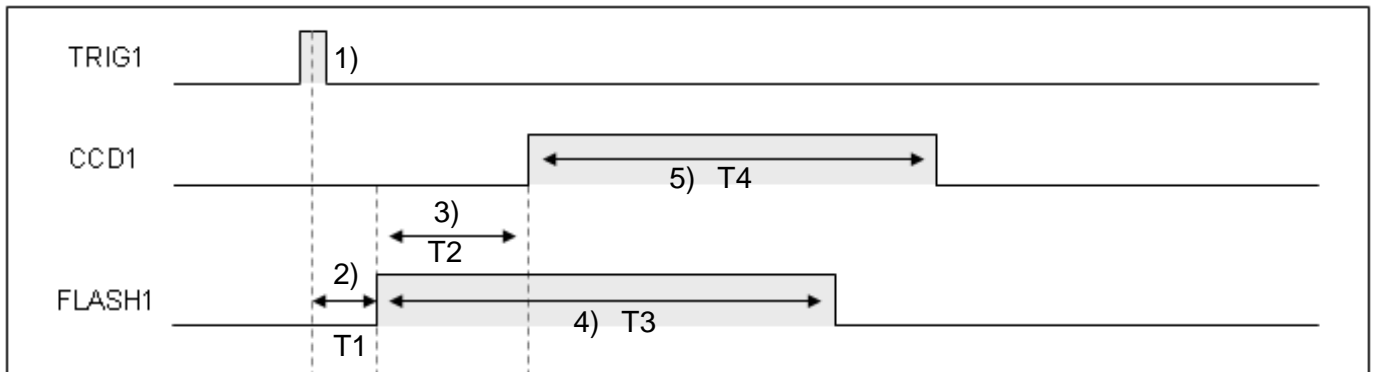 TRIG1
1)
CCD1
5) T4
3)
T2
2)
FLASH1
4) T3
T1